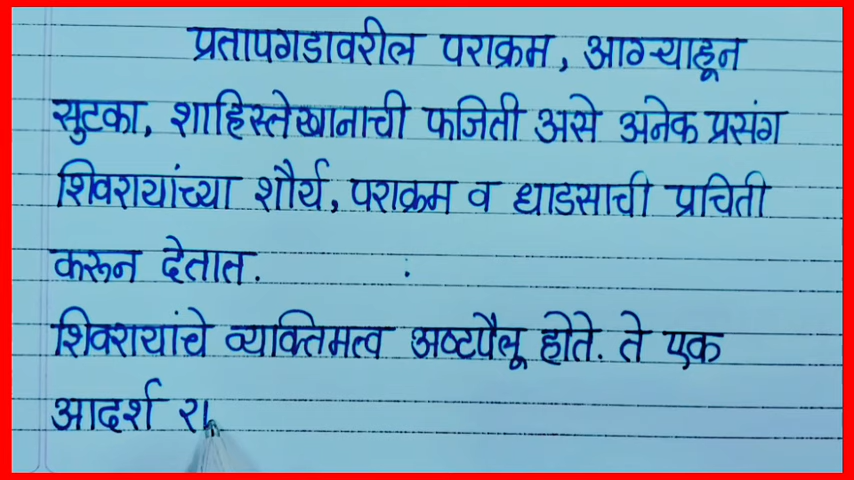 प्रतापगडावरील पराक्रम, आग्ऱ्याहून
सुटका, शाहिस्तेखानाची फजिती असे अनेक प्रसंग
शिवरायांच्या शौर्य, पराक्रम व धाडसाची प्रचिती
करून देतात.
शिवरायांचे व्यक्तिमत्व अष्टपैलू होते. ते एक
आदर्श रा